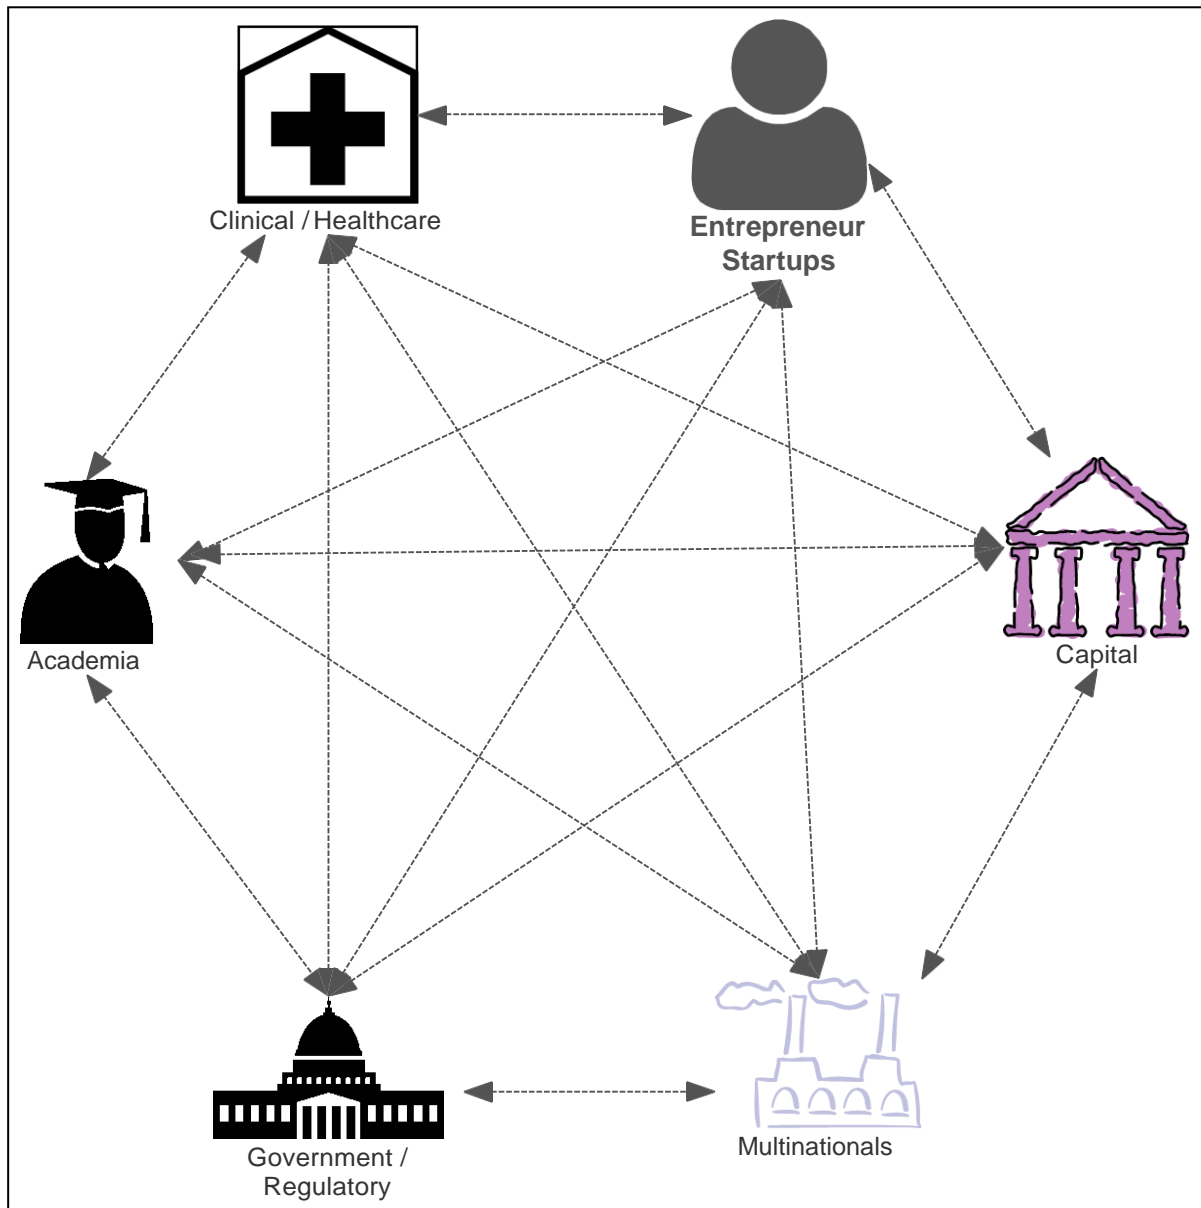 Clinical / Healthcare
Entrepreneur
Startups
Academia
Capital
Government /
Regulatory
Multinationals